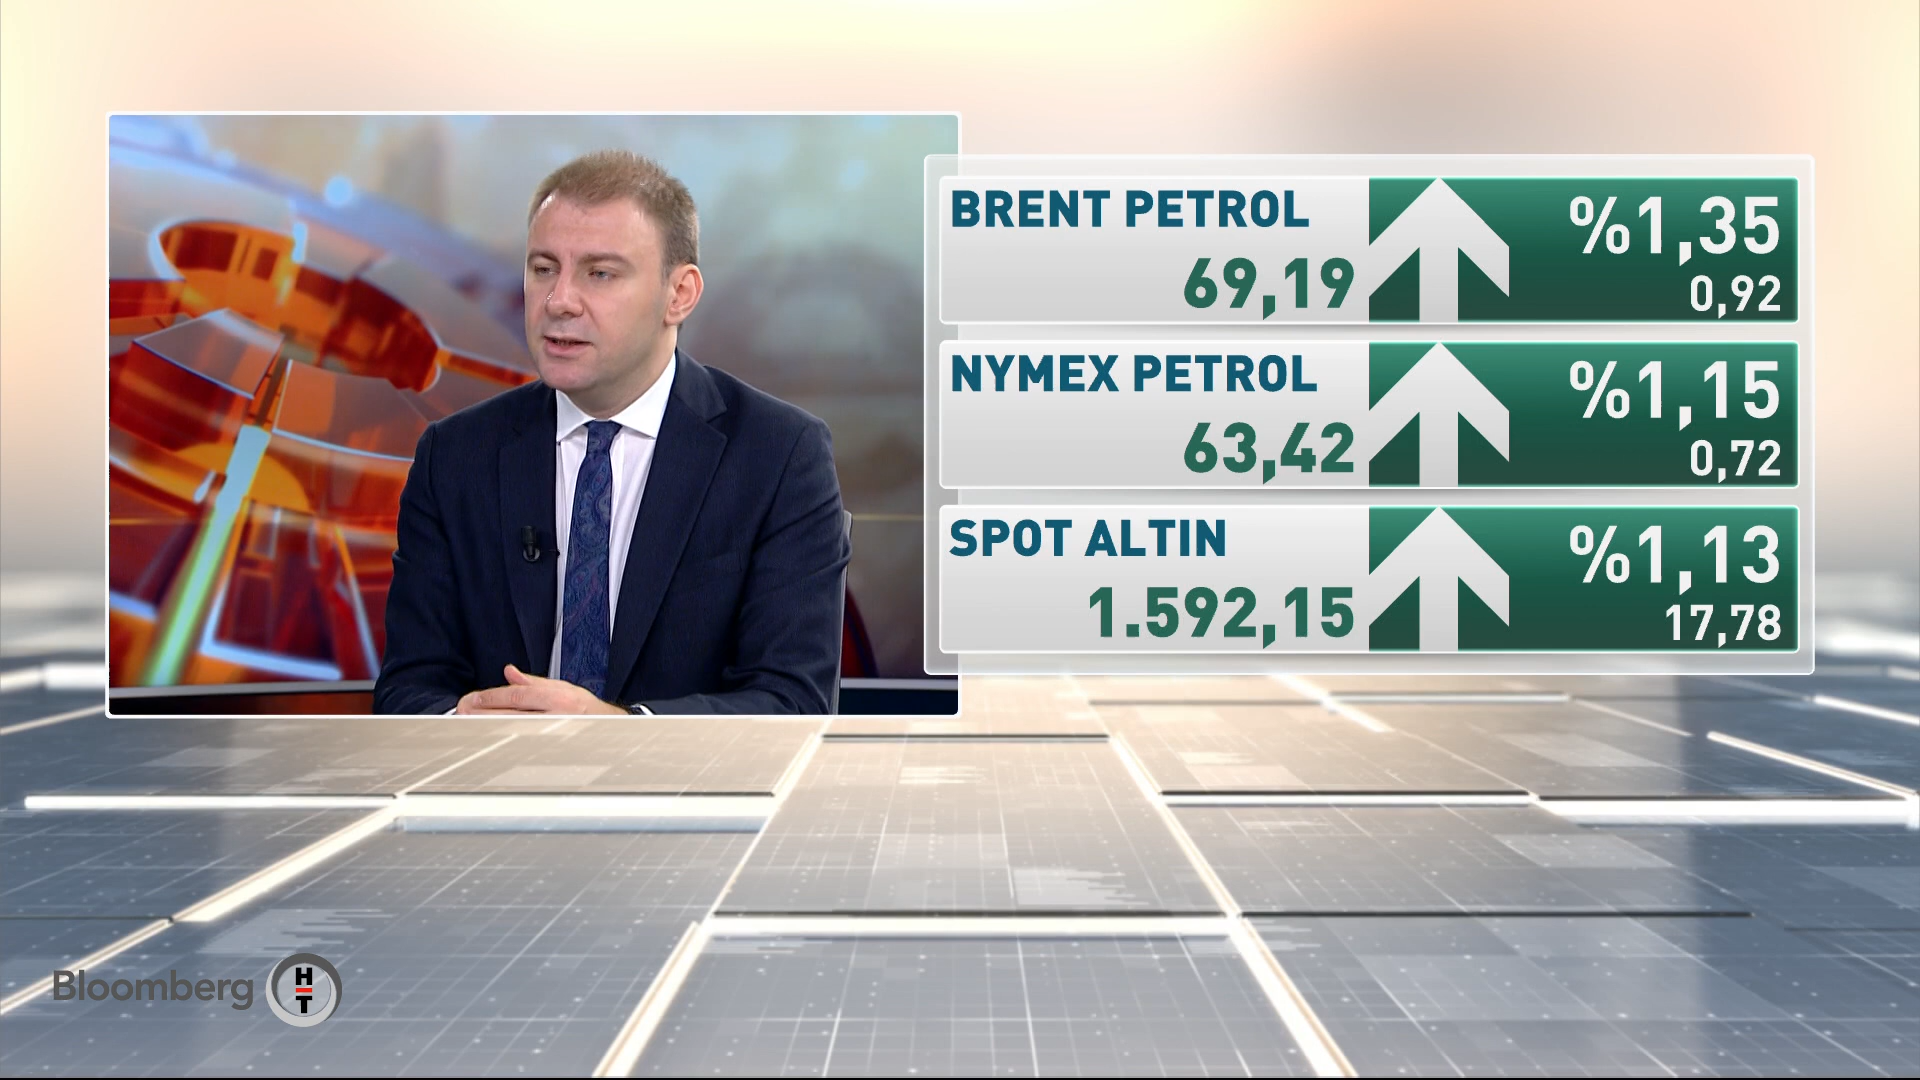 BRENT PETROL
69,19
%1,35
0,92
NYMEX PETROL
63,42
%1,15
0,72
SPOT ALTIN
1.592,15
%1,13
17,78
Bloomberg HT